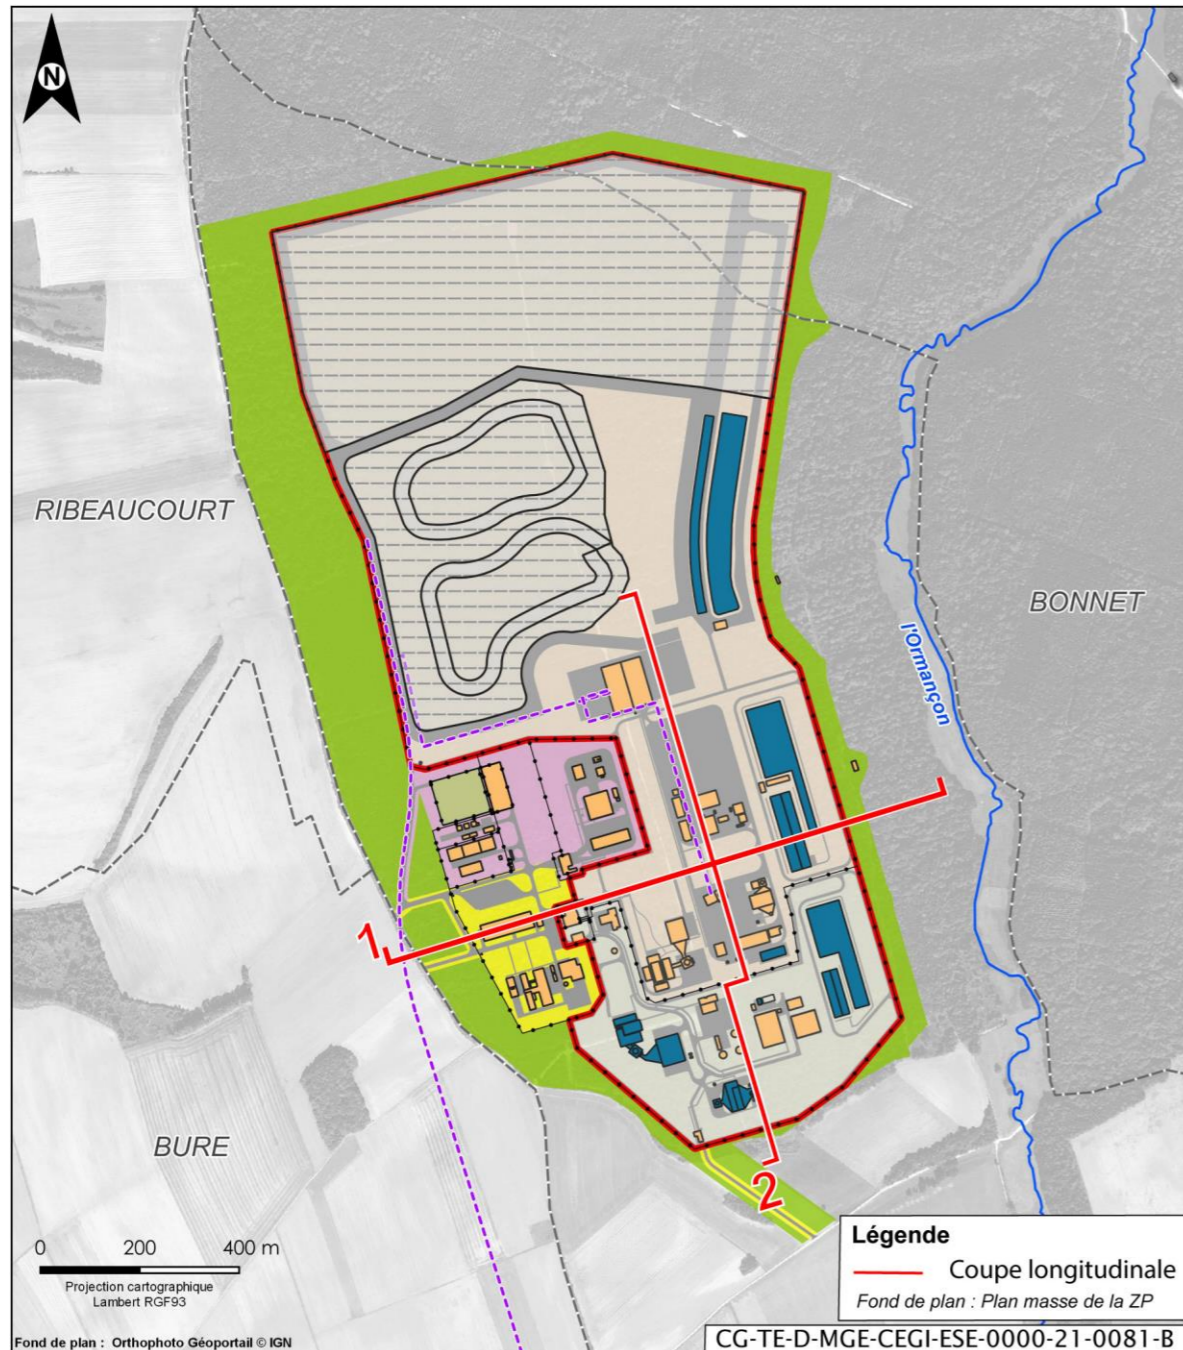 N
RIBEAUCOURT
BONNET
l'Ormançon
1
BURE
2
0 200 400 m
Projection cartographique
Lambert RGF93
Légende
Coupe longitudinale
Fond de plan : Plan masse de la ZP
Fond de plan : Orthophoto Géoportail © IGN
CG-TE-D-MGE-CEGI-ESE-0000-21-0081-B